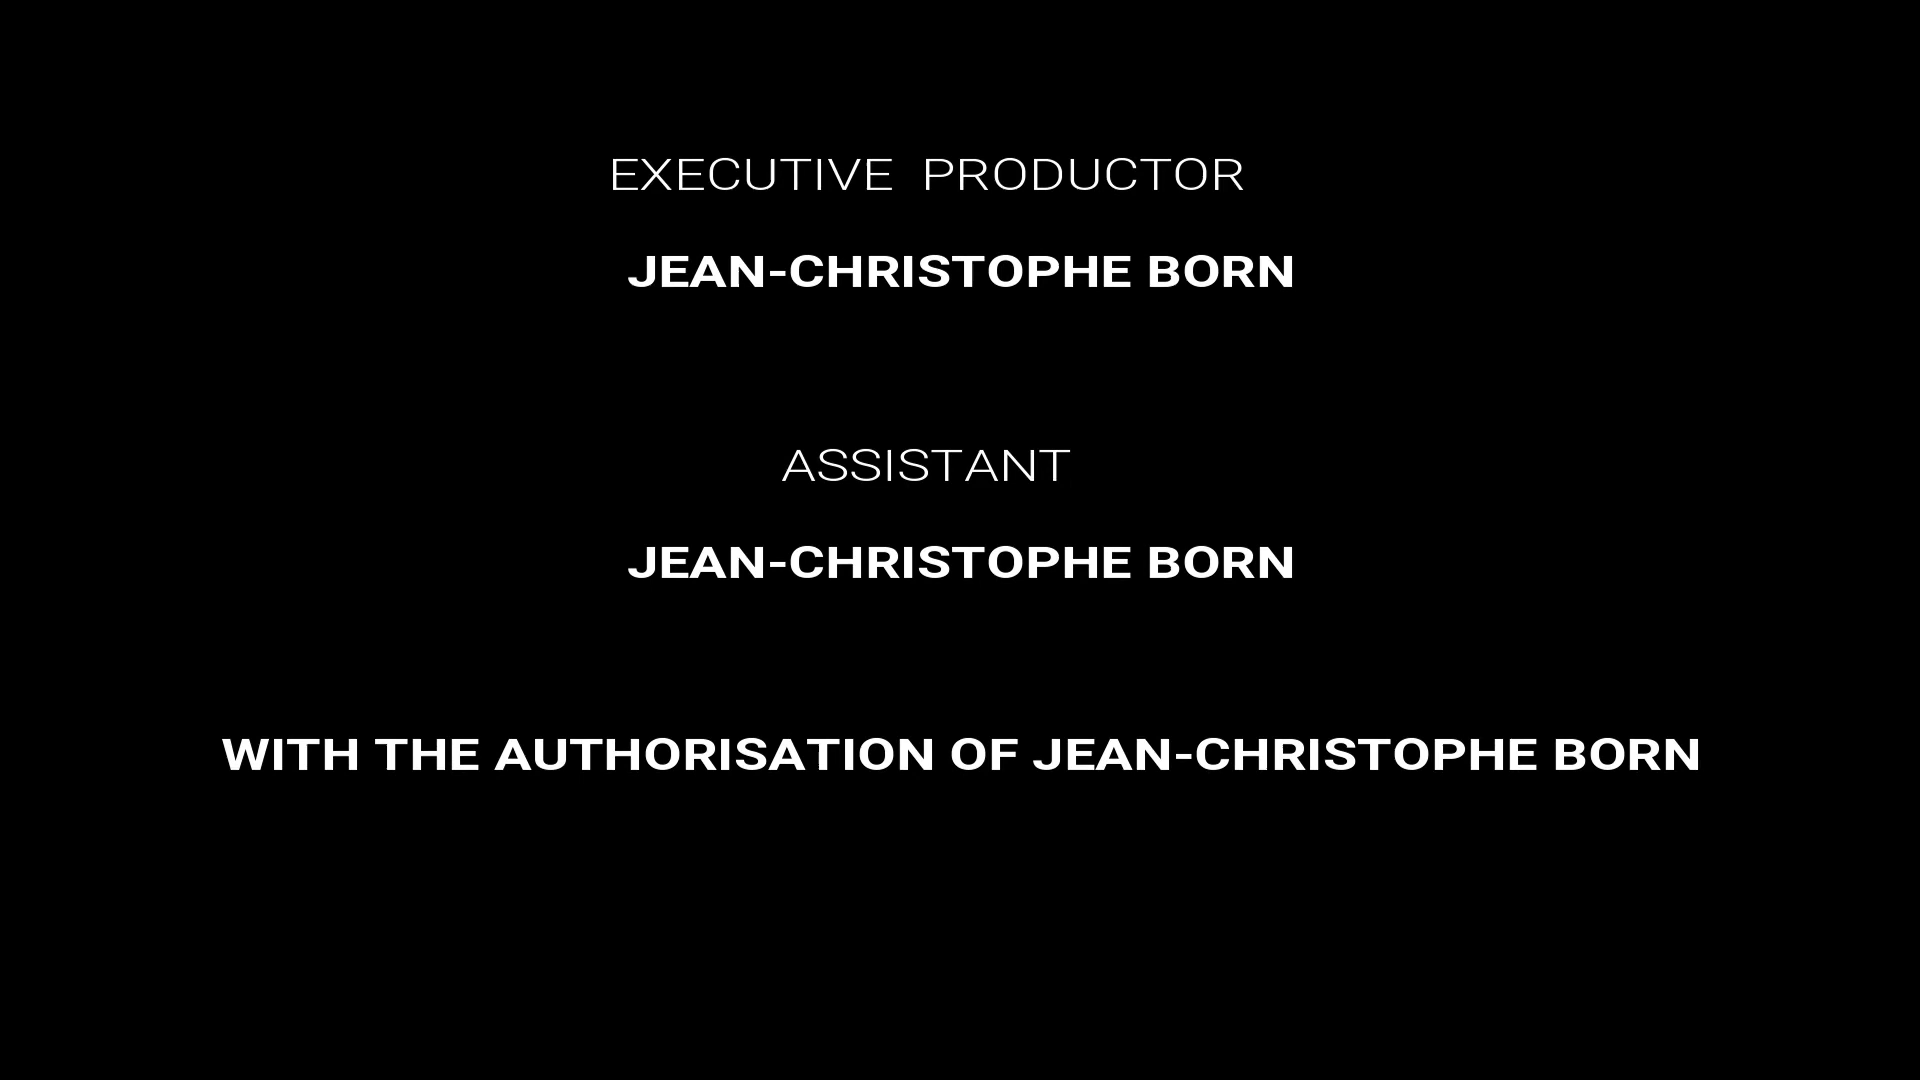 EXECUTIVE PRODUCTOR
JEAN-CHRISTOPHE BORN
ASSISTANT
JEAN-CHRISTOPHE BORN
WITH THE AUTHORISATION OF JEAN-CHRISTOPHE BORN